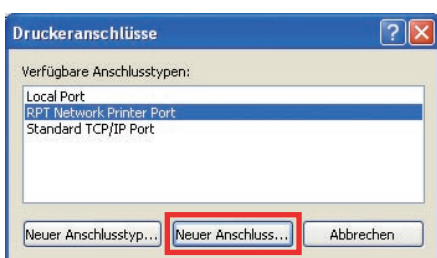 Druckeranschlüsse
Verfügbare Anschlusstypen:
Local Port
RPT Network Printer Port
Standard TCP/IP Port
Neuer Anschlusstyp... Neuer Anschluss... Abbrechen